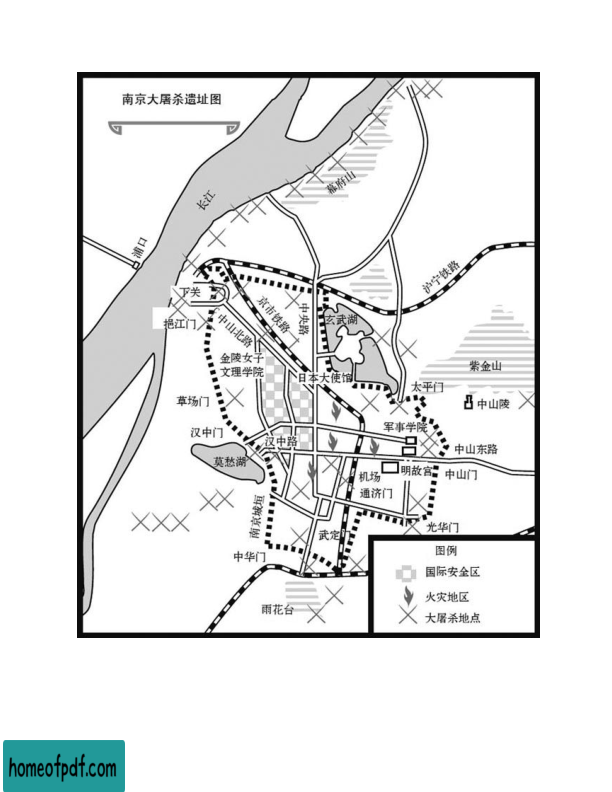 南京大屠杀遗址图
长江
幕府山
浦口
沪宁铁路
下关
京市铁路
中央路
玄武湖
挹江门
中山北路
紫金山
金陵女子
文理学院
日本大使馆
太平门
草场门
中山陵
汉中门
汉中路
军事学院
中山东路
莫愁湖
机场
明故宫
中山门
通济门
南京城垣
武定门
光华门
中华门
雨花台
图例
国际安全区
火灾地区
大屠杀地点
homeofpdf.com